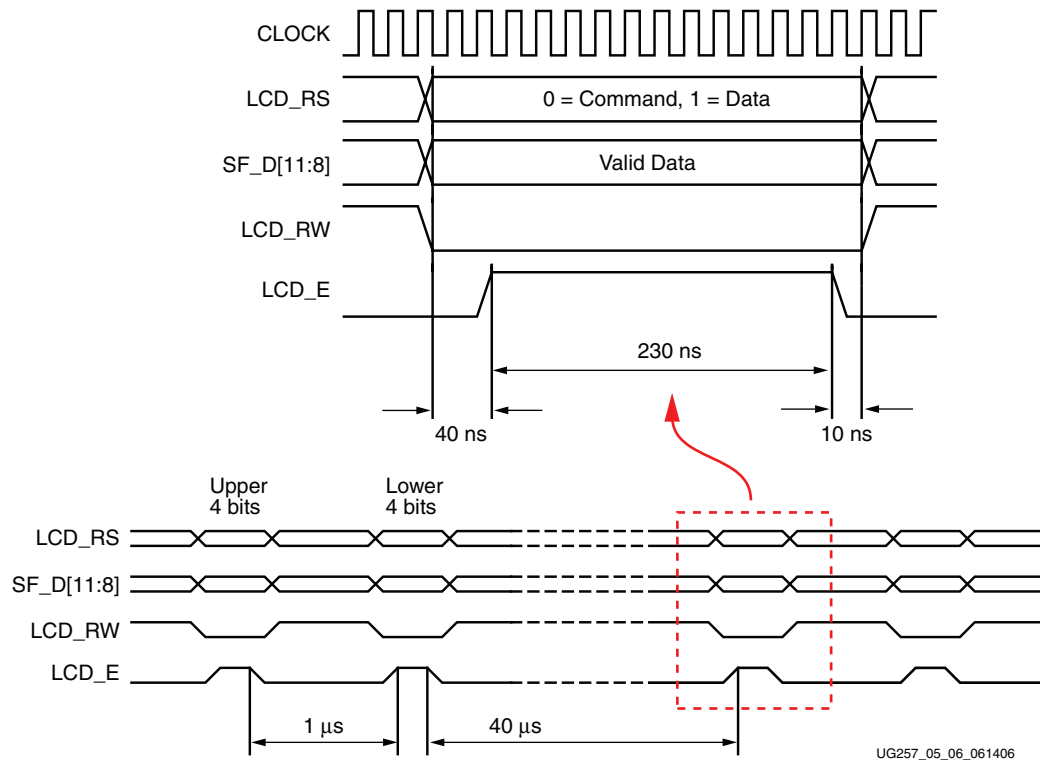 CLOCK
LCD_RS
0 = Command, 1 = Data
SF_D[11:8]
Valid Data
LCD_RW
LCD_E
230 ns
40 ns
10 ns
Upper
4 bits
Lower
4 bits
LCD_RS
SF_D[11:8]
LCD_RW
LCD_E
1 µs
40 µs
UG257_05_06_061406